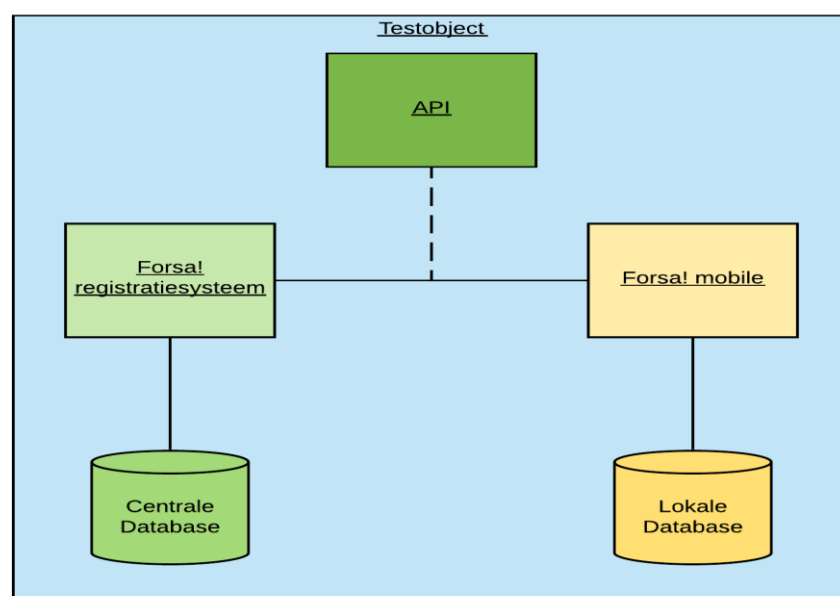 Testobject
API
Forsa!
registratiesysteem
Forsa! mobile
Centrale
Database
Lokale
Database